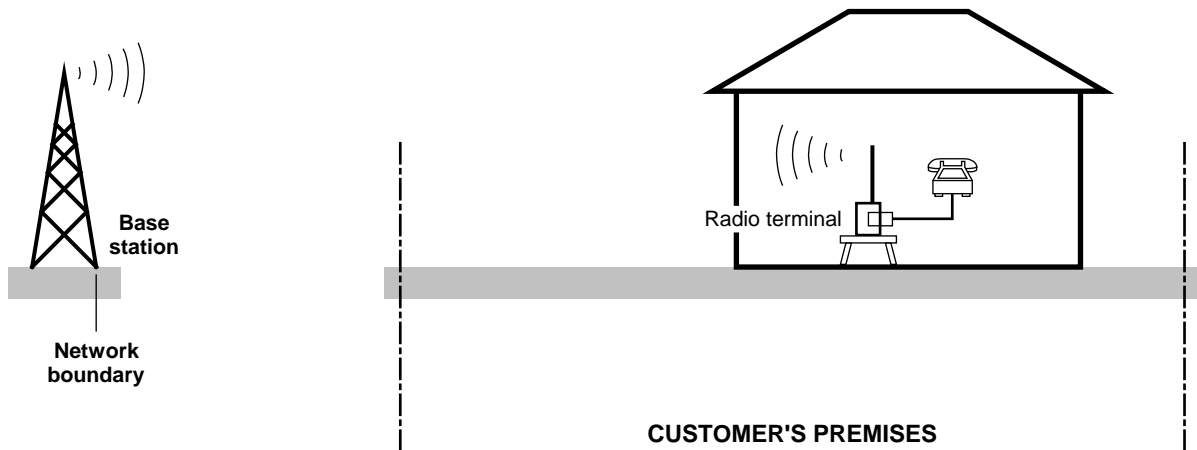 Base
station
Radio terminal
Network
boundary
CUSTOMER'S PREMISES